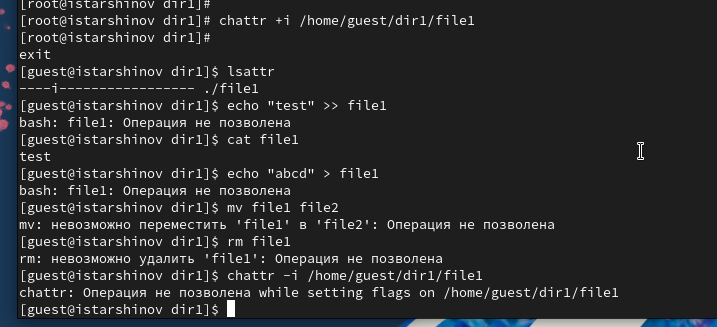 [root@istarshinov dir1]#
[root@istarshinov dir1]# chattr +i /home/guest/dir1/file1
[root@istarshinov dir1]#
exit
[guest@istarshinov dir1]$ lsattr
----i----------------- ./file1
[guest@istarshinov dir1]$ echo "test" >> file1
bash: file1: Операция не позволена
[guest@istarshinov dir1]$ cat file1
test
[guest@istarshinov dir1]$ echo "abcd" > file1
bash: file1: Операция не позволена
[guest@istarshinov dir1]$ mv file1 file2
mv: невозможно переместить 'file1' в 'file2': Операция не позволена
[guest@istarshinov dir1]$ rm file1
rm: невозможно удалить 'file1': Операция не позволена
[guest@istarshinov dir1]$ chattr -i /home/guest/dir1/file1
chattr: Операция не позволена while setting flags on /home/guest/dir1/file1
[guest@istarshinov dir1]$